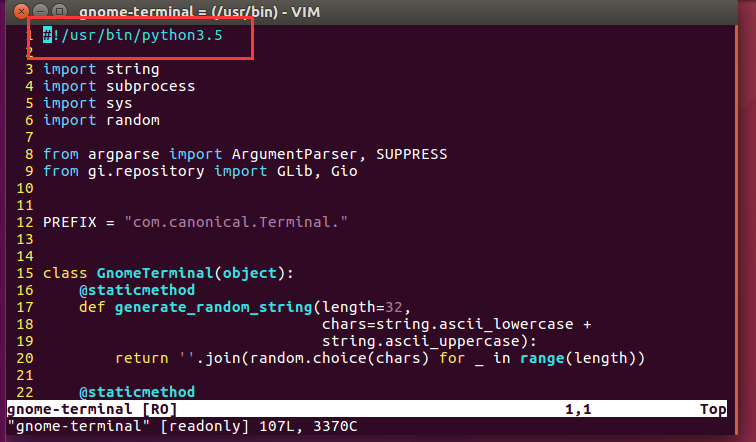 gnome-terminal = (/usr/bin) - VIM
1 #!/usr/bin/python3.5
2
3 import string
4 import subprocess
5 import sys
6 import random
7
8 from argparse import ArgumentParser, SUPPRESS
9 from gi.repository import GLib, Gio
10
11
12 PREFIX = "com.canonical.Terminal."
13
14
15 class GnomeTerminal(object):
16     @staticmethod
17     def generate_random_string(length=32,
18                                chars=string.ascii_lowercase +
19                                string.ascii_uppercase):
20         return ''.join(random.choice(chars) for _ in range(length))
21
22     @staticmethod
gnome-terminal [RO] 1,1 Top
"gnome-terminal" [readonly] 107L, 3370C